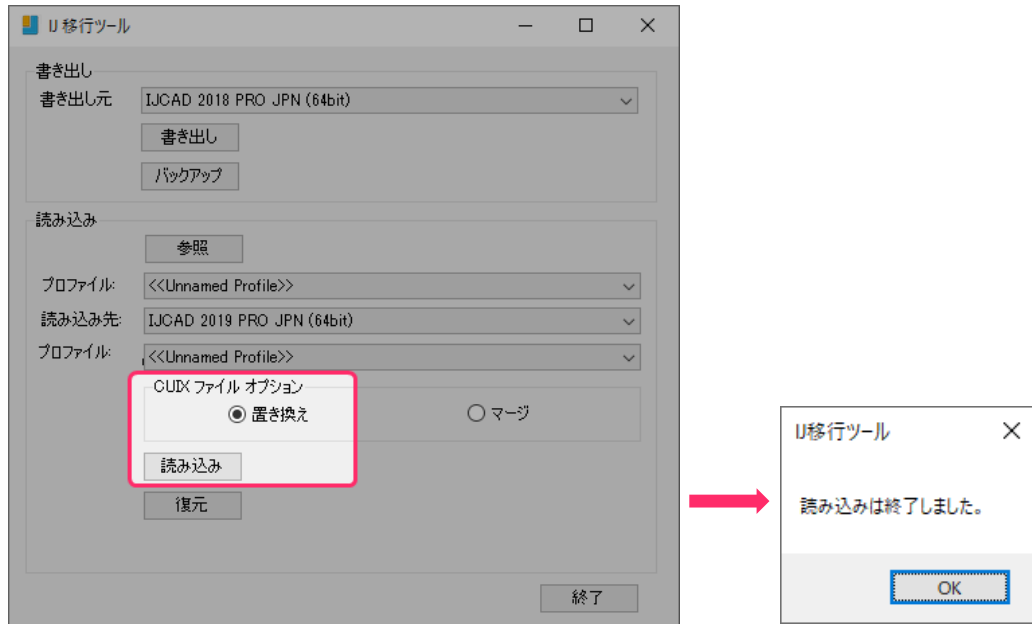 IJ 移行ツール
書き出し
書き出し元 IJCAD 2018 PRO JPN (64bit)
書き出し
バックアップ
読み込み
参照
プロファイル: <<Unnamed Profile>>
読み込み先: IJCAD 2019 PRO JPN (64bit)
プロファイル: <<Unnamed Profile>>
CUIX ファイル オプション
置き換え マージ
読み込み
復元
終了
IJ移行ツール
読み込みは終了しました。
OK